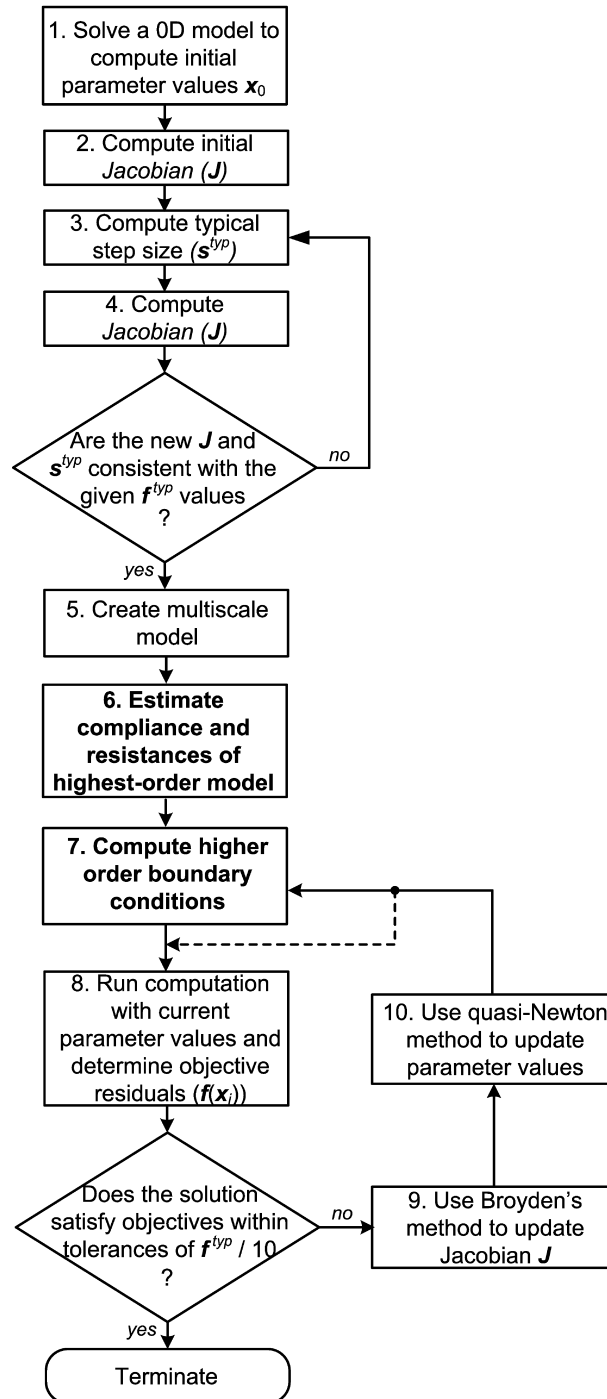 1. Solve a 0D model to
compute initial
parameter values x₀
2. Compute initial
Jacobian (J)
3. Compute typical
step size (s^typ)
4. Compute
Jacobian (J)
Are the new J and
s^typ consistent with the
given f^typ values
?
no
yes
5. Create multiscale
model
6. Estimate
compliance and
resistances of
highest-order model
7. Compute higher
order boundary
conditions
8. Run computation
with current
parameter values and
determine objective
residuals (f(xᵢ))
10. Use quasi-Newton
method to update
parameter values
Does the solution
satisfy objectives within
tolerances of f^typ / 10
?
no
9. Use Broyden's
method to update
Jacobian J
yes
Terminate